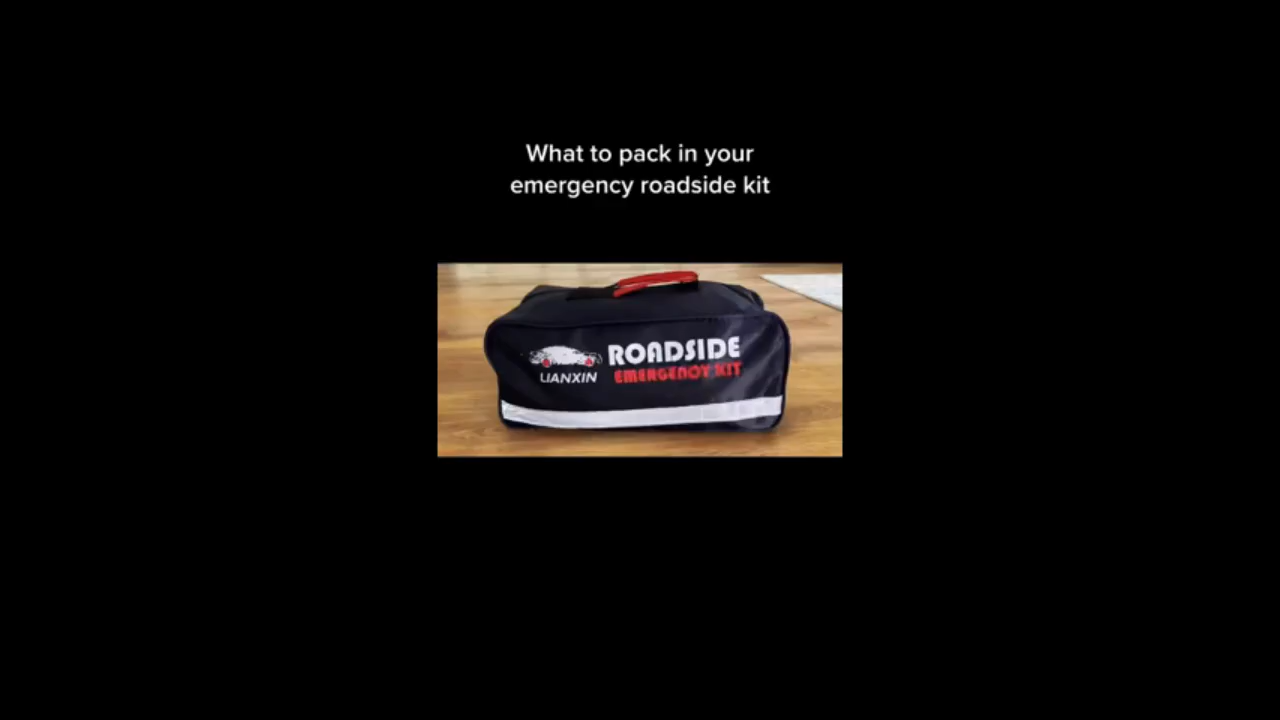 What to pack in your
emergency roadside kit
ROADSIDE
LIANXIN EMERGENCY KIT